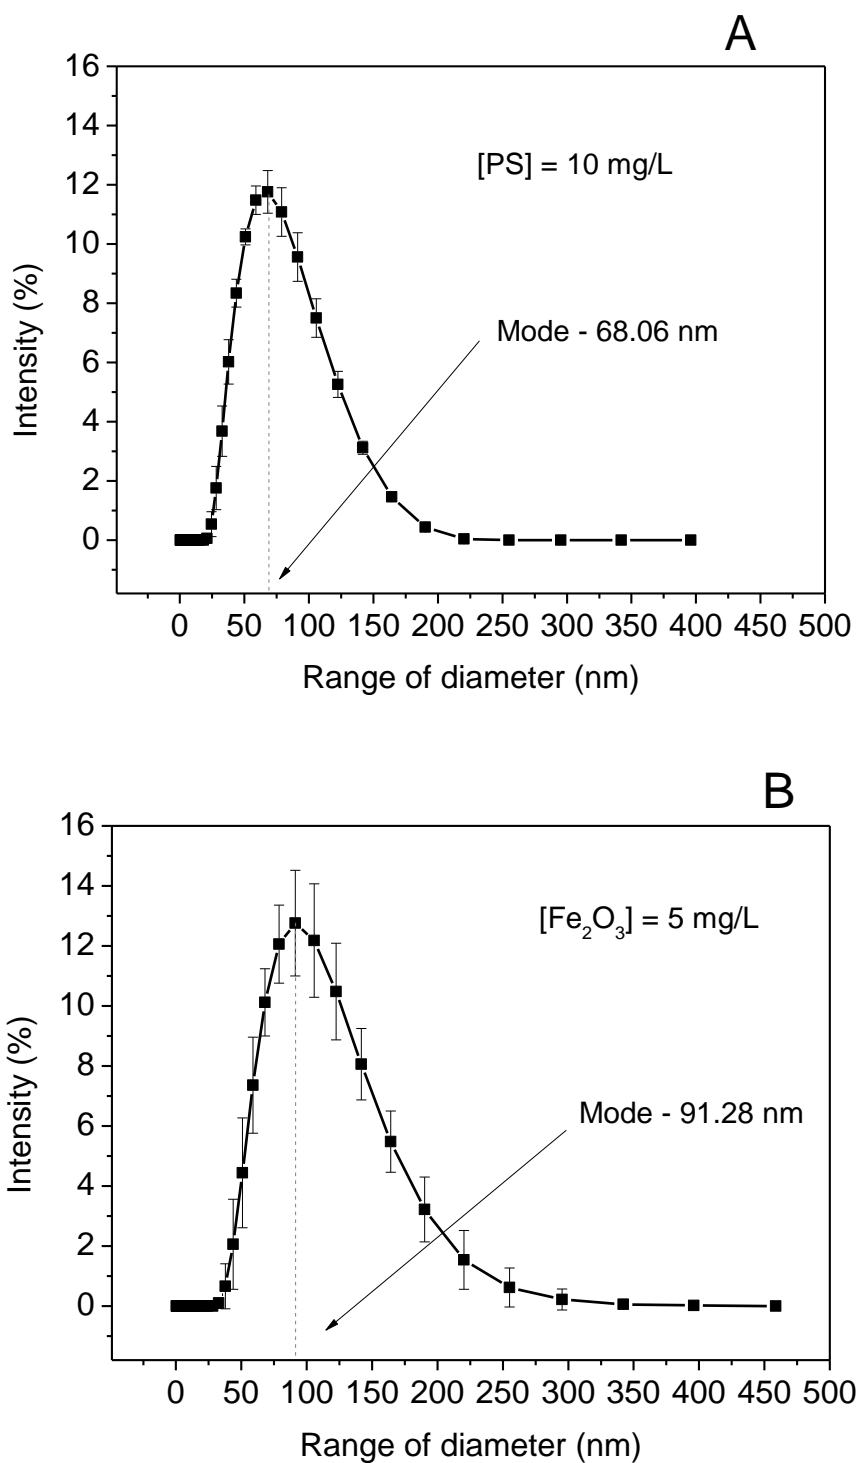 A
16
14
12
10
8
6
4
2
0
Intensity (%)
[PS] = 10 mg/L
Mode - 68.06 nm
0 50 100 150 200 250 300 350 400 450 500
Range of diameter (nm)
B
16
14
12
10
8
6
4
2
0
Intensity (%)
[Fe₂O₃] = 5 mg/L
Mode - 91.28 nm
0 50 100 150 200 250 300 350 400 450 500
Range of diameter (nm)